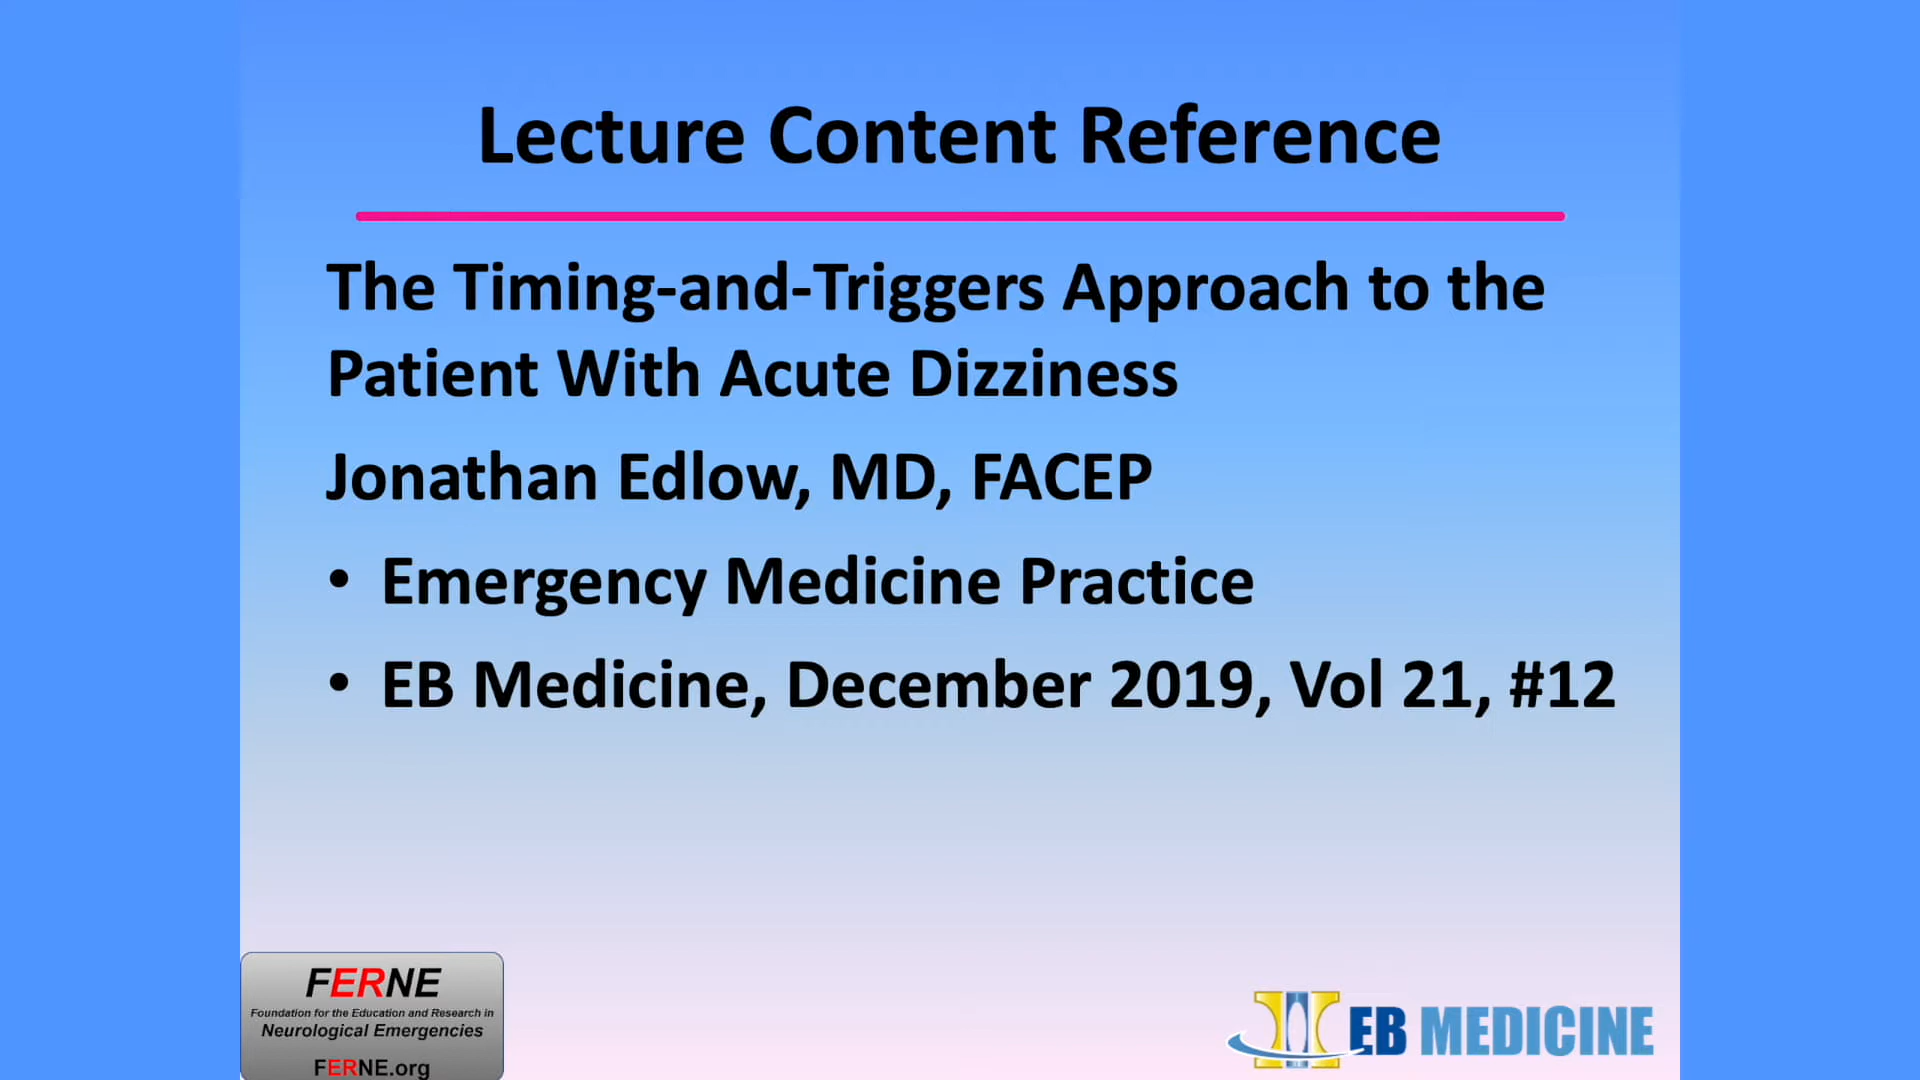 Lecture Content Reference
The Timing-and-Triggers Approach to the
Patient With Acute Dizziness
Jonathan Edlow, MD, FACEP
• Emergency Medicine Practice
• EB Medicine, December 2019, Vol 21, #12
FERNE
Foundation for the Education and Research in
Neurological Emergencies
FERNE.org
EB MEDICINE